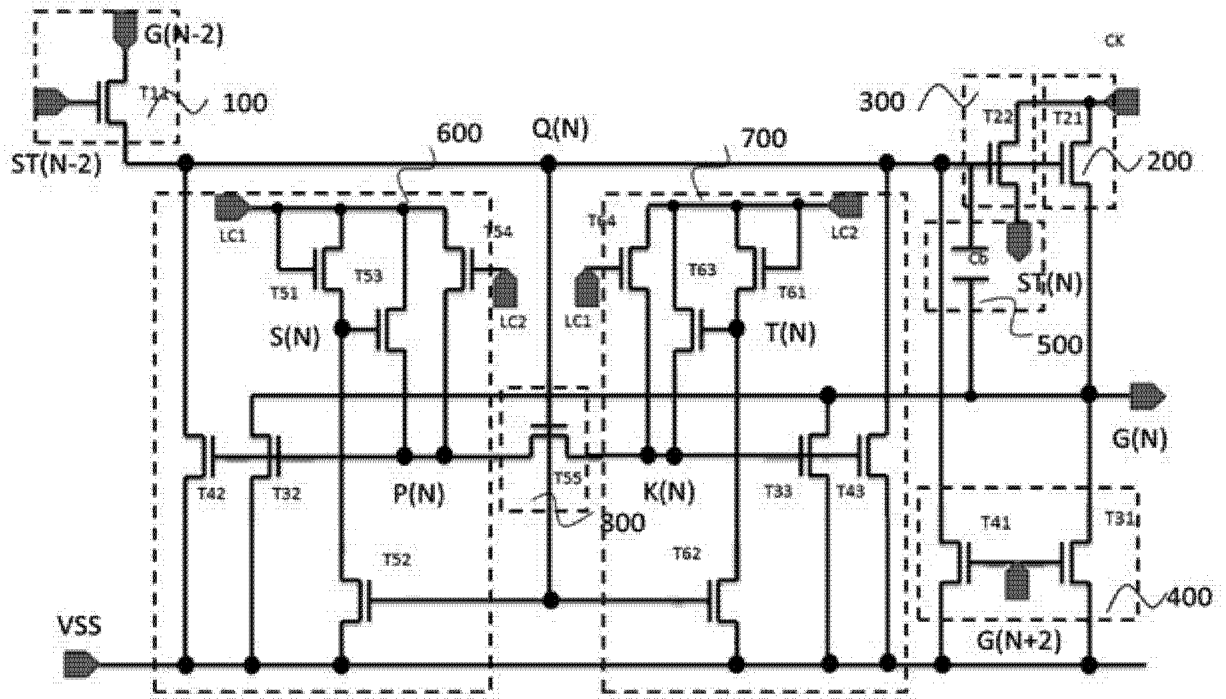 G(N-2)
CK
T11
100
300
T22
T21
Q(N)
600
700
ST(N-2)
200
LC1
T54
T64
LC2
T53
T63
C6
T51
T61
ST(N)
LC2
LC1
S(N)
T(N)
500
G(N)
T55
T42
T32
P(N)
K(N)
T33
T43
800
T41
T31
T52
T62
400
VSS
G(N+2)